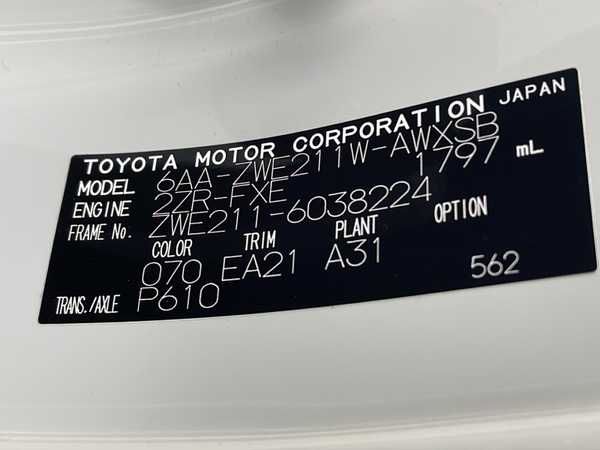 TOYOTA MOTOR CORPORATION JAPAN
MODEL 6AA-ZWE211W-AWXSB
ENGINE 2ZR-FXE 1797 mL
FRAME No. ZWE211-6038224
COLOR TRIM PLANT OPTION
070 EA21 A31
TRANS./AXLE P610 562